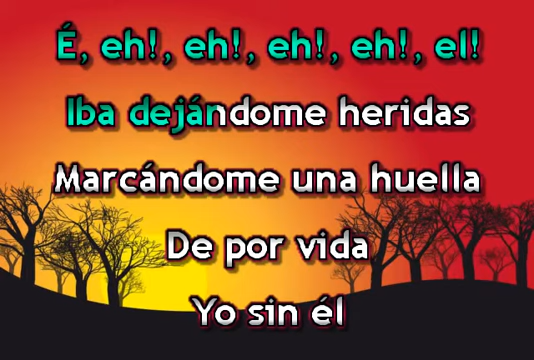 É, eh!, eh!, eh!, eh!, el!
Iba dejándome heridas
Marcándome una huella
De por vida
Yo sin él